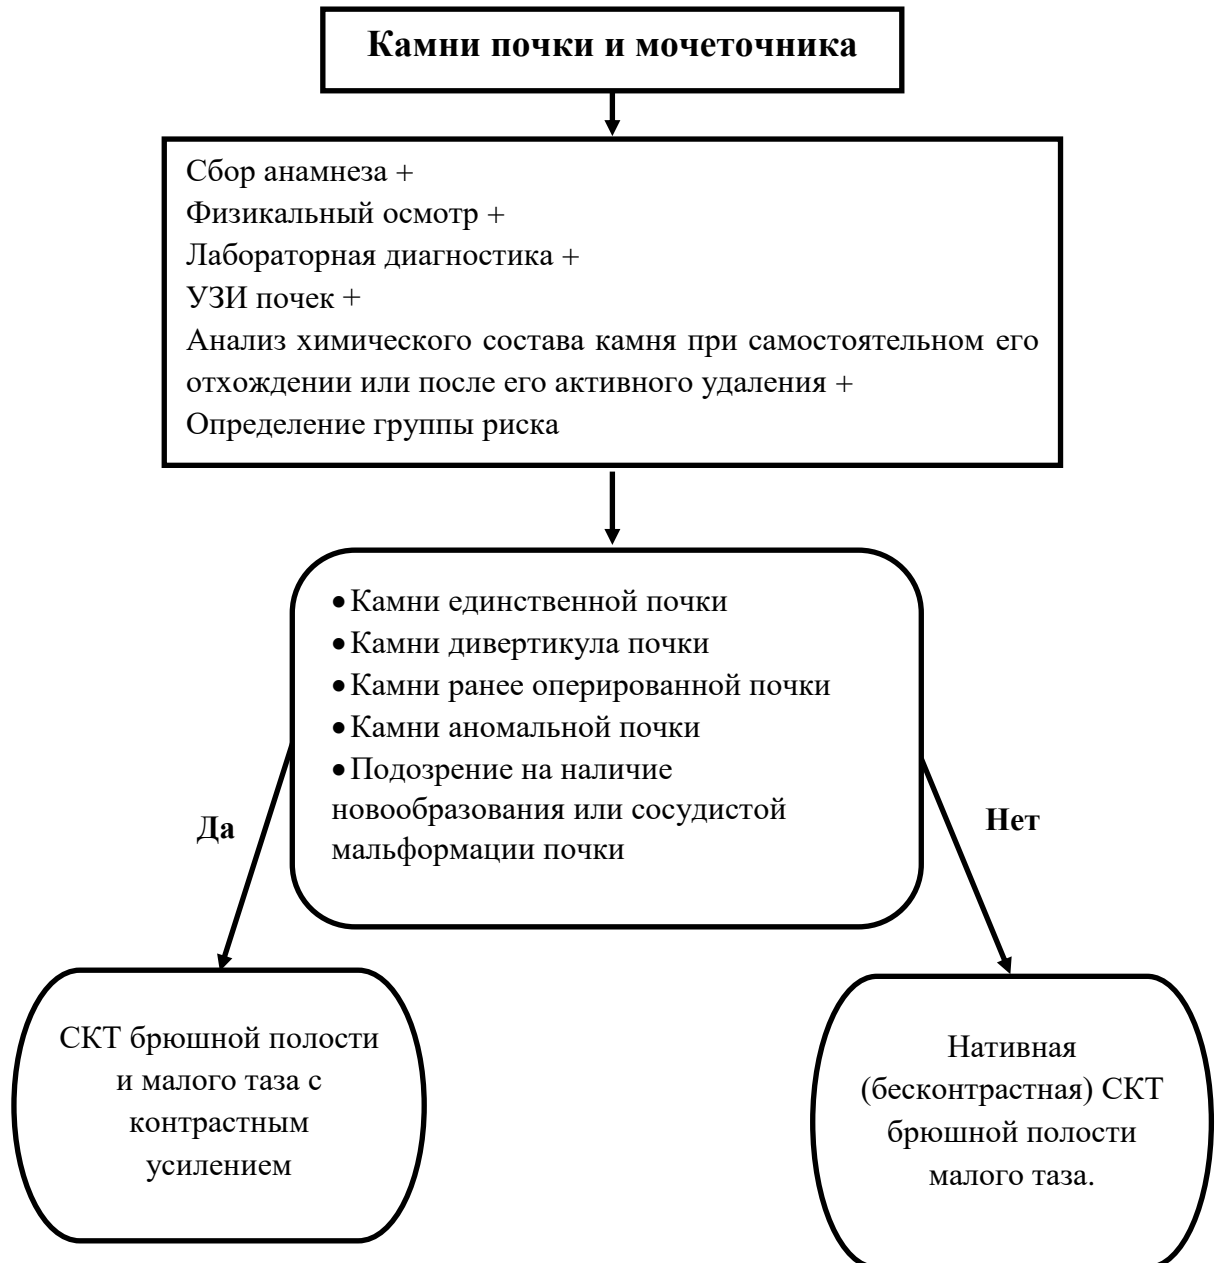 Камни почки и мочеточника
Сбор анамнеза +
Физикальный осмотр +
Лабораторная диагностика +
УЗИ почек +
Анализ химического состава камня при самостоятельном его
отхождении или после его активного удаления +
Определение группы риска
•Камни единственной почки
•Камни дивертикула почки
•Камни ранее оперированной почки
•Камни аномальной почки
•Подозрение на наличие
новообразования или сосудистой
мальформации почки
Да
Нет
СКТ брюшной полости
и малого таза с
контрастным
усилением
Нативная
(бесконтрастная) СКТ
брюшной полости
малого таза.